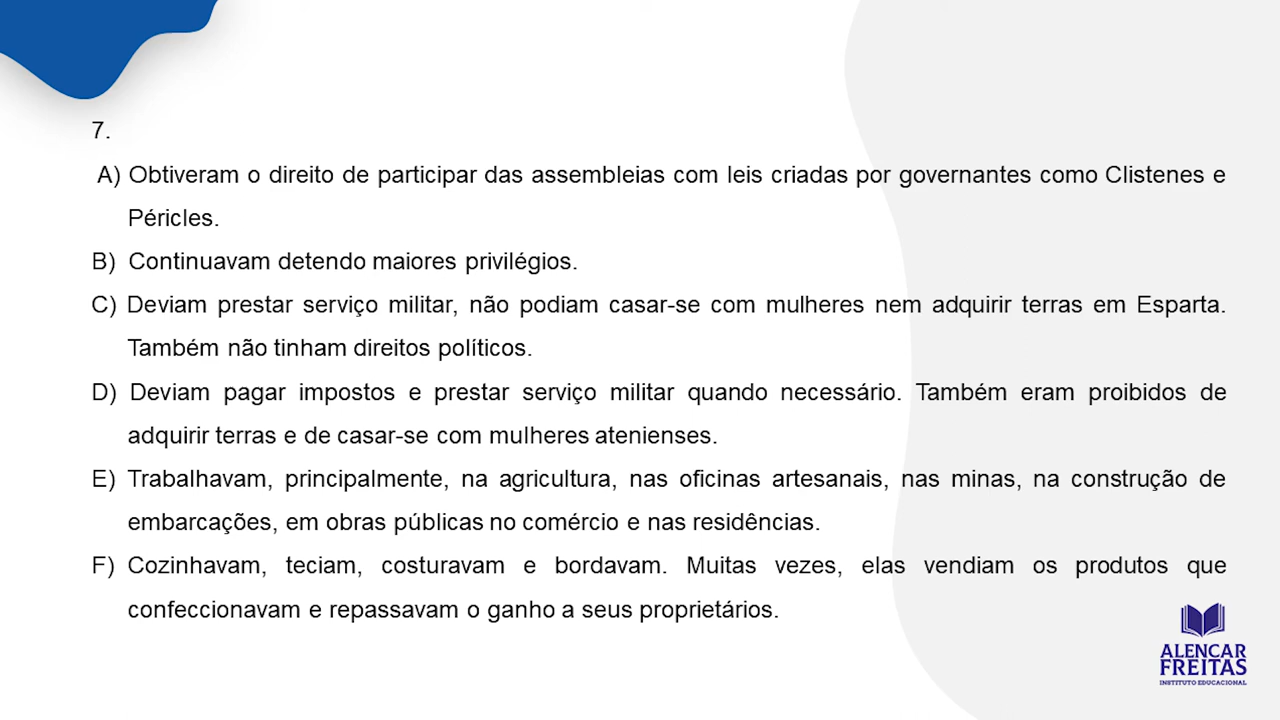 7.
A) Obtiveram o direito de participar das assembleias com leis criadas por governantes como Clistenes e
Péricles.
B) Continuavam detendo maiores privilégios.
C) Deviam prestar serviço militar, não podiam casar-se com mulheres nem adquirir terras em Esparta.
Também não tinham direitos políticos.
D) Deviam pagar impostos e prestar serviço militar quando necessário. Também eram proibidos de
adquirir terras e de casar-se com mulheres atenienses.
E) Trabalhavam, principalmente, na agricultura, nas oficinas artesanais, nas minas, na construção de
embarcações, em obras públicas no comércio e nas residências.
F) Cozinhavam, teciam, costuravam e bordavam. Muitas vezes, elas vendiam os produtos que
confeccionavam e repassavam o ganho a seus proprietários.
ALENCAR
FREITAS
INSTITUTO EDUCACIONAL